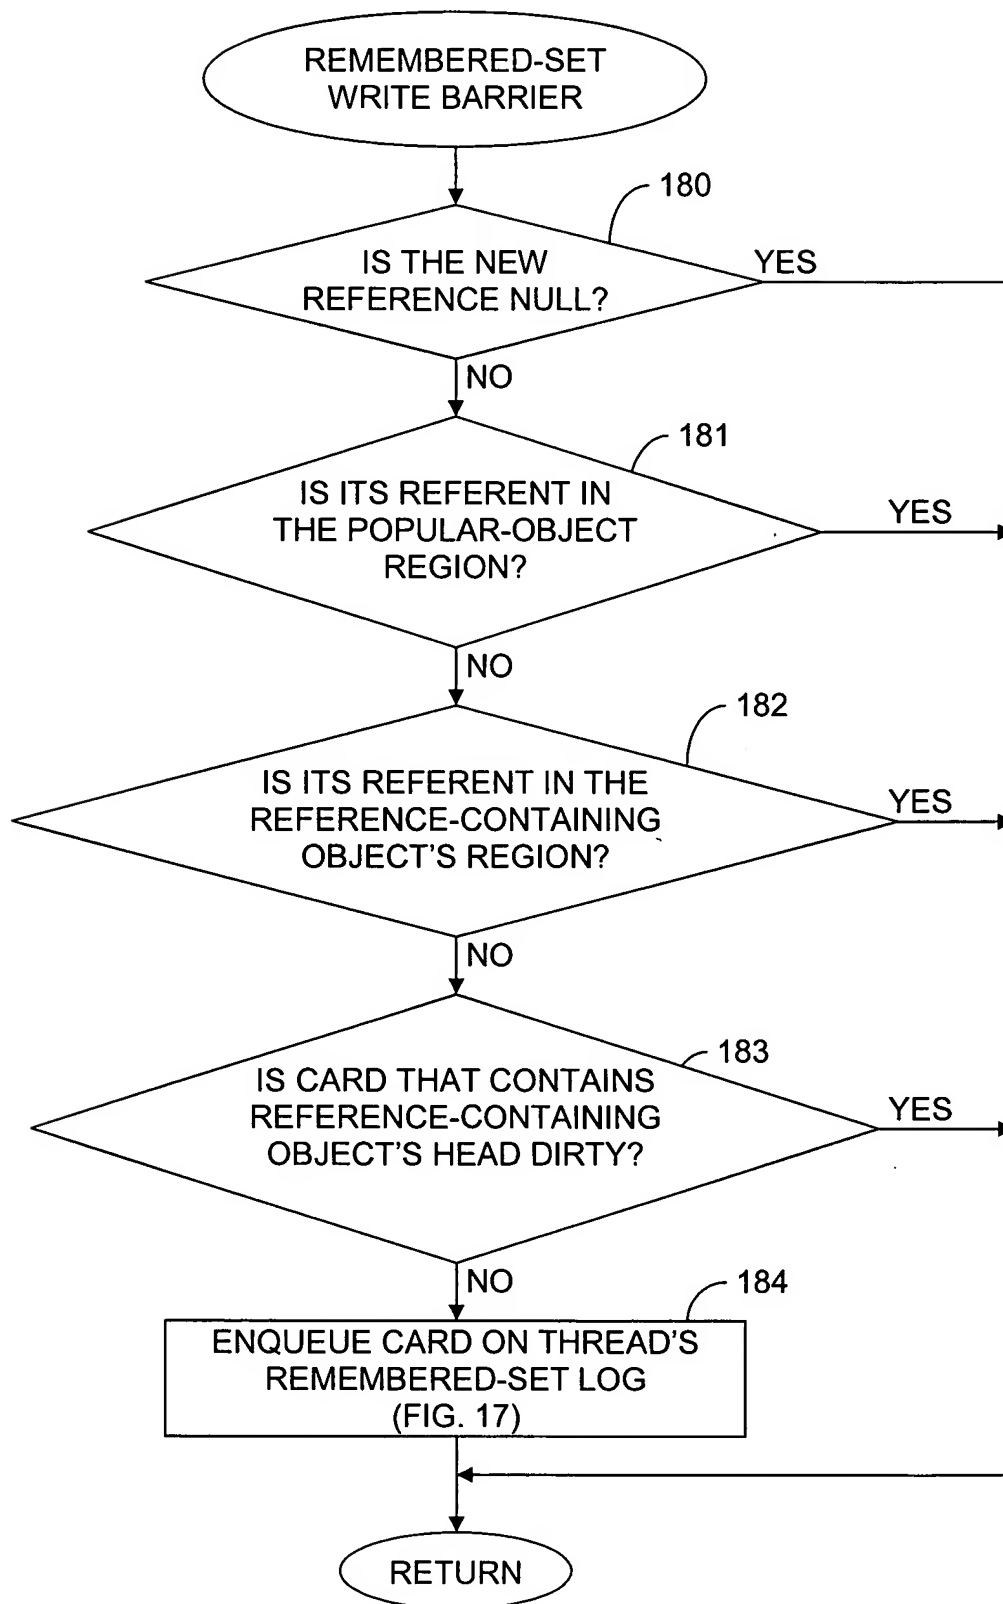 REMEMBERED-SET
WRITE BARRIER
180
IS THE NEW
REFERENCE NULL?
YES
NO
181
IS ITS REFERENT IN
THE POPULAR-OBJECT
REGION?
YES
NO
182
IS ITS REFERENT IN THE
REFERENCE-CONTAINING
OBJECT'S REGION?
YES
NO
183
IS CARD THAT CONTAINS
REFERENCE-CONTAINING
OBJECT'S HEAD DIRTY?
YES
NO
184
ENQUEUE CARD ON THREAD'S
REMEMBERED-SET LOG
(FIG. 17)
RETURN